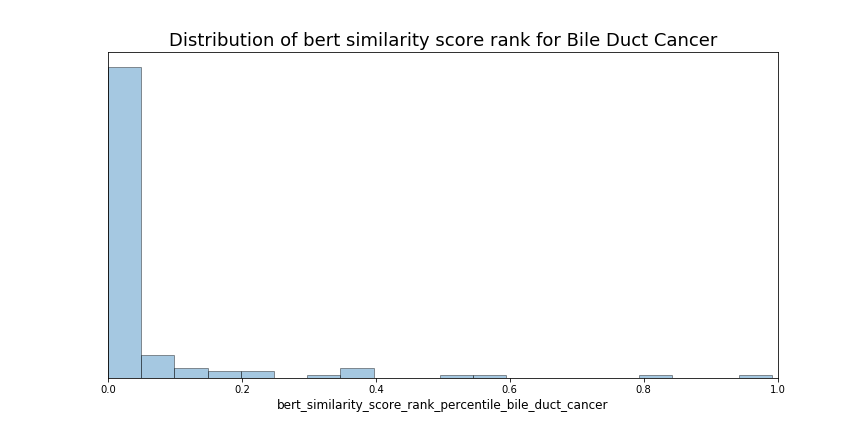 Distribution of bert similarity score rank for Bile Duct Cancer
0.0 0.2 0.4 0.6 0.8 1.0
bert_similarity_score_rank_percentile_bile_duct_cancer